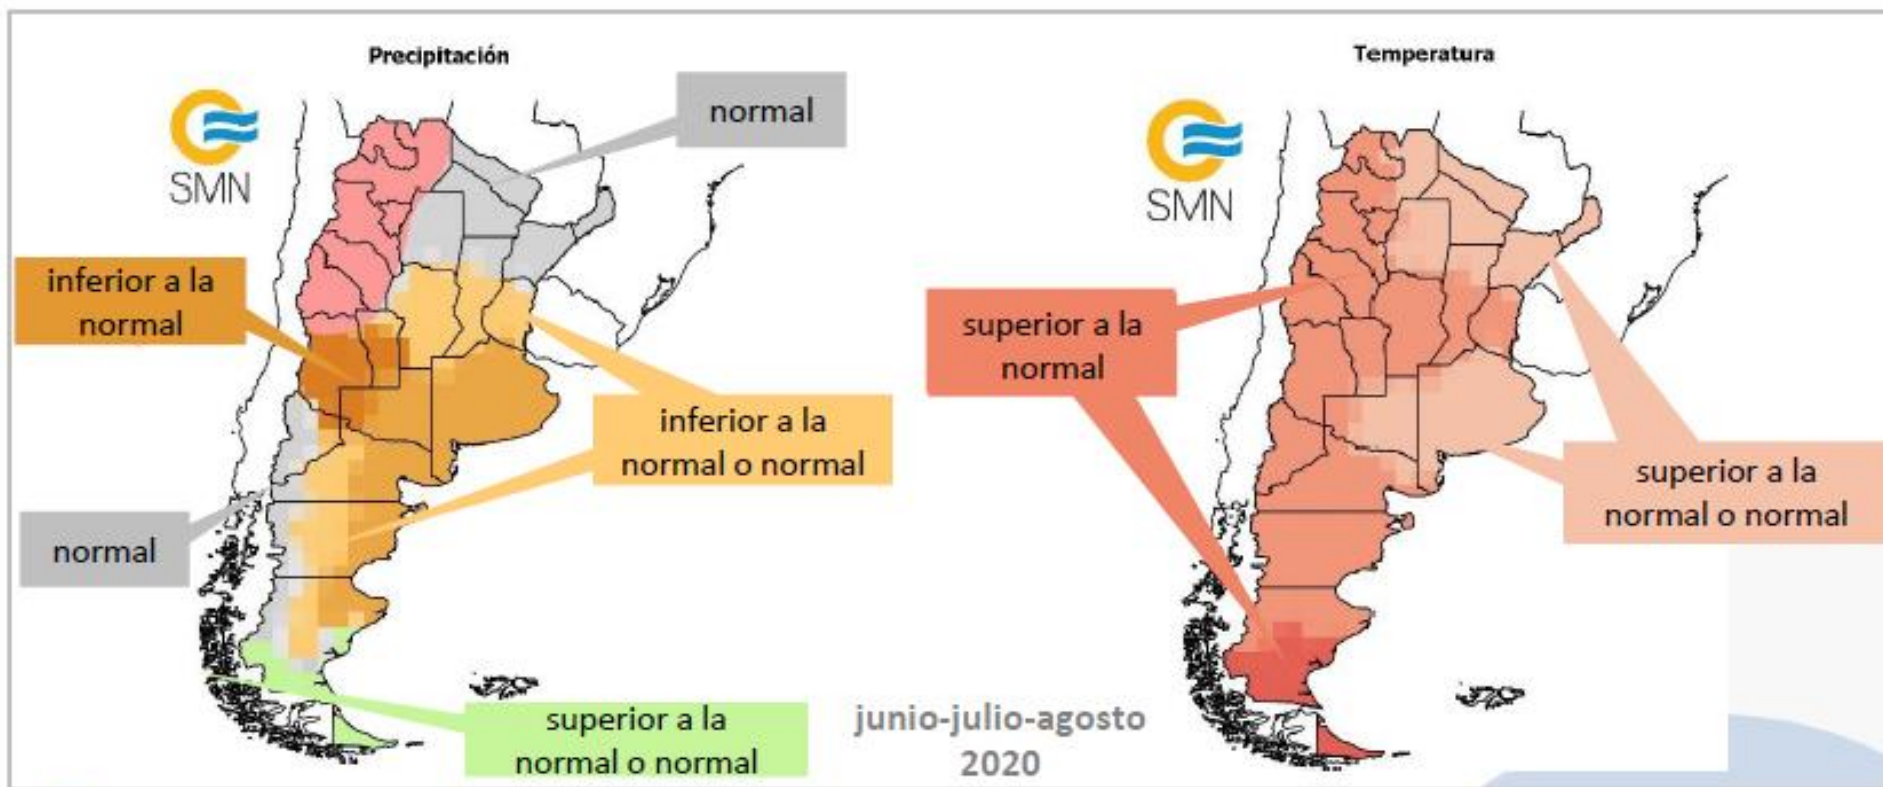 Precipitación
SMN
normal
inferior a la
normal
inferior a la
normal o normal
normal
superior a la
normal o normal
junio-julio-agosto
2020
Temperatura
SMN
superior a la
normal
superior a la
normal o normal